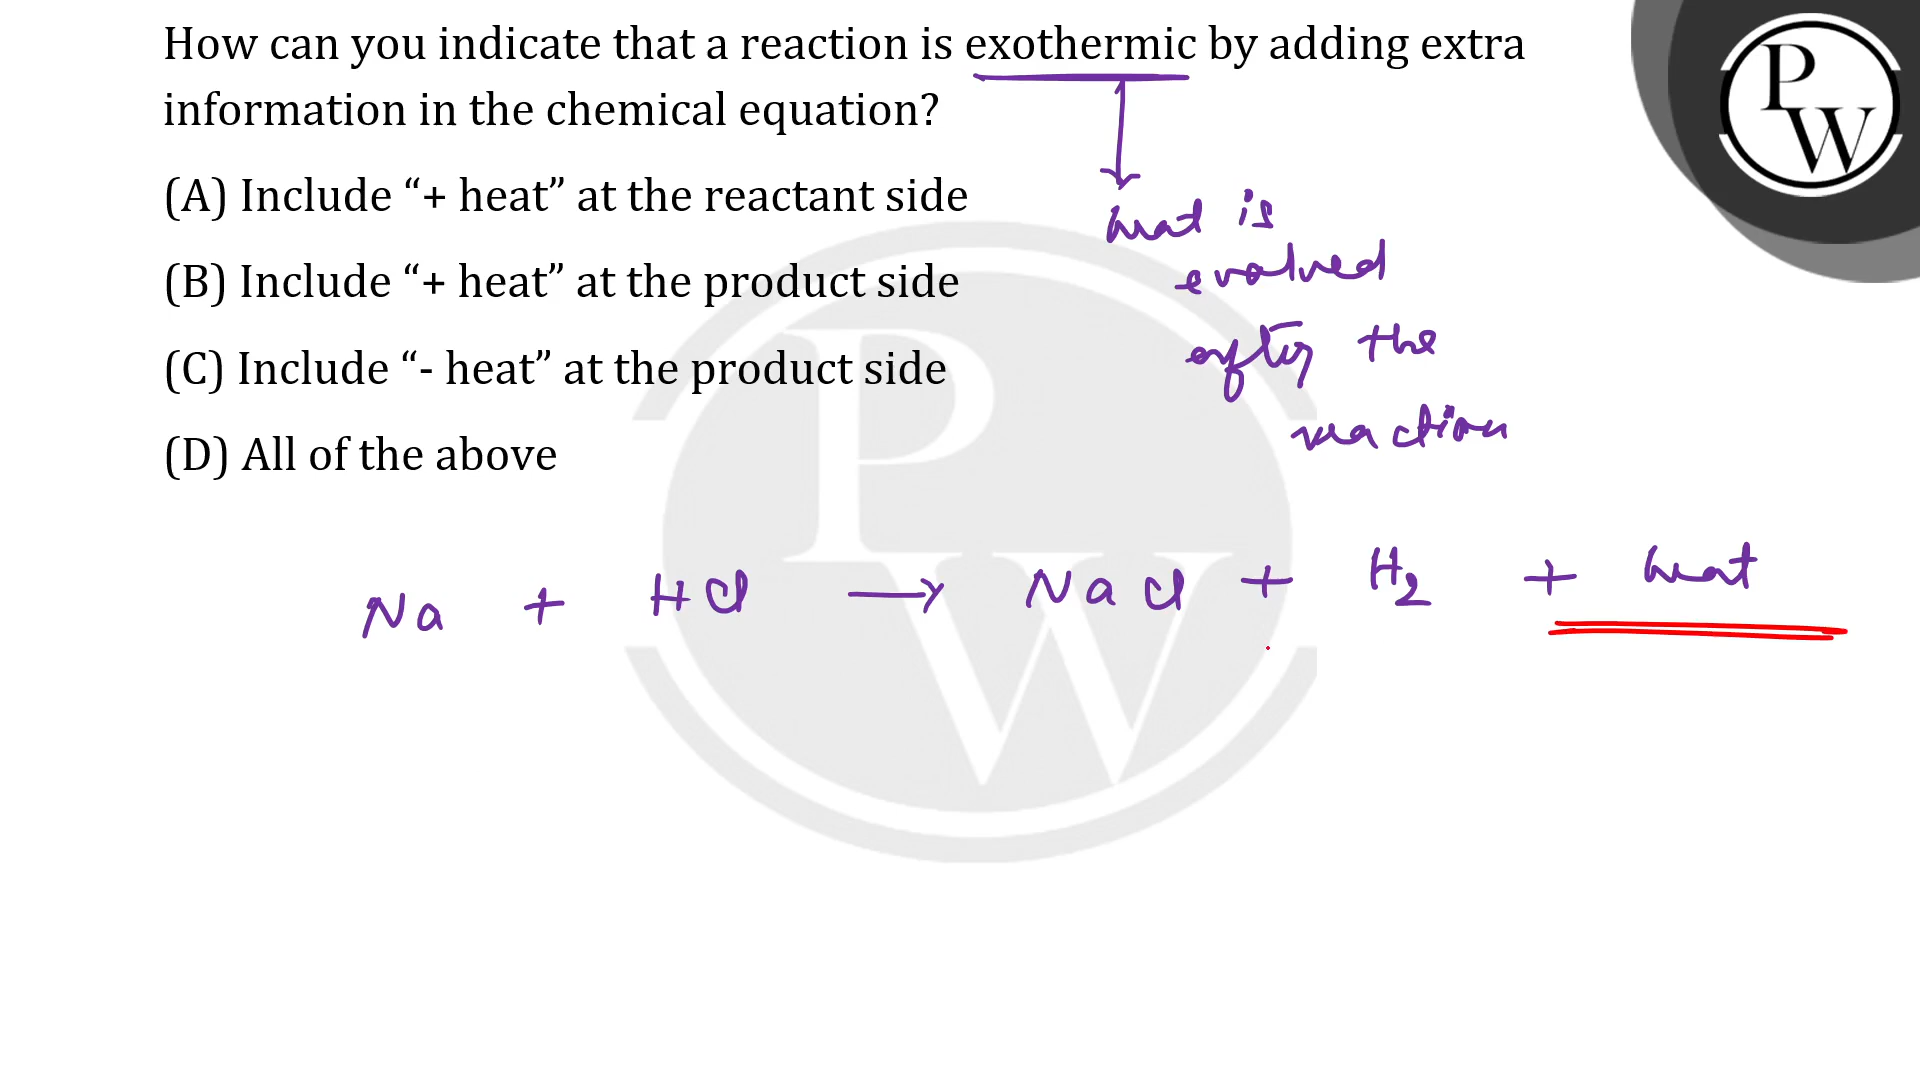 How can you indicate that a reaction is exothermic by adding extra
information in the chemical equation?
(A) Include “+ heat” at the reactant side
(B) Include “+ heat” at the product side
(C) Include “- heat” at the product side
(D) All of the above
heat is
evolved
after the
reaction
Na + HCl → NaCl + H₂ + heat
P
W
P
W